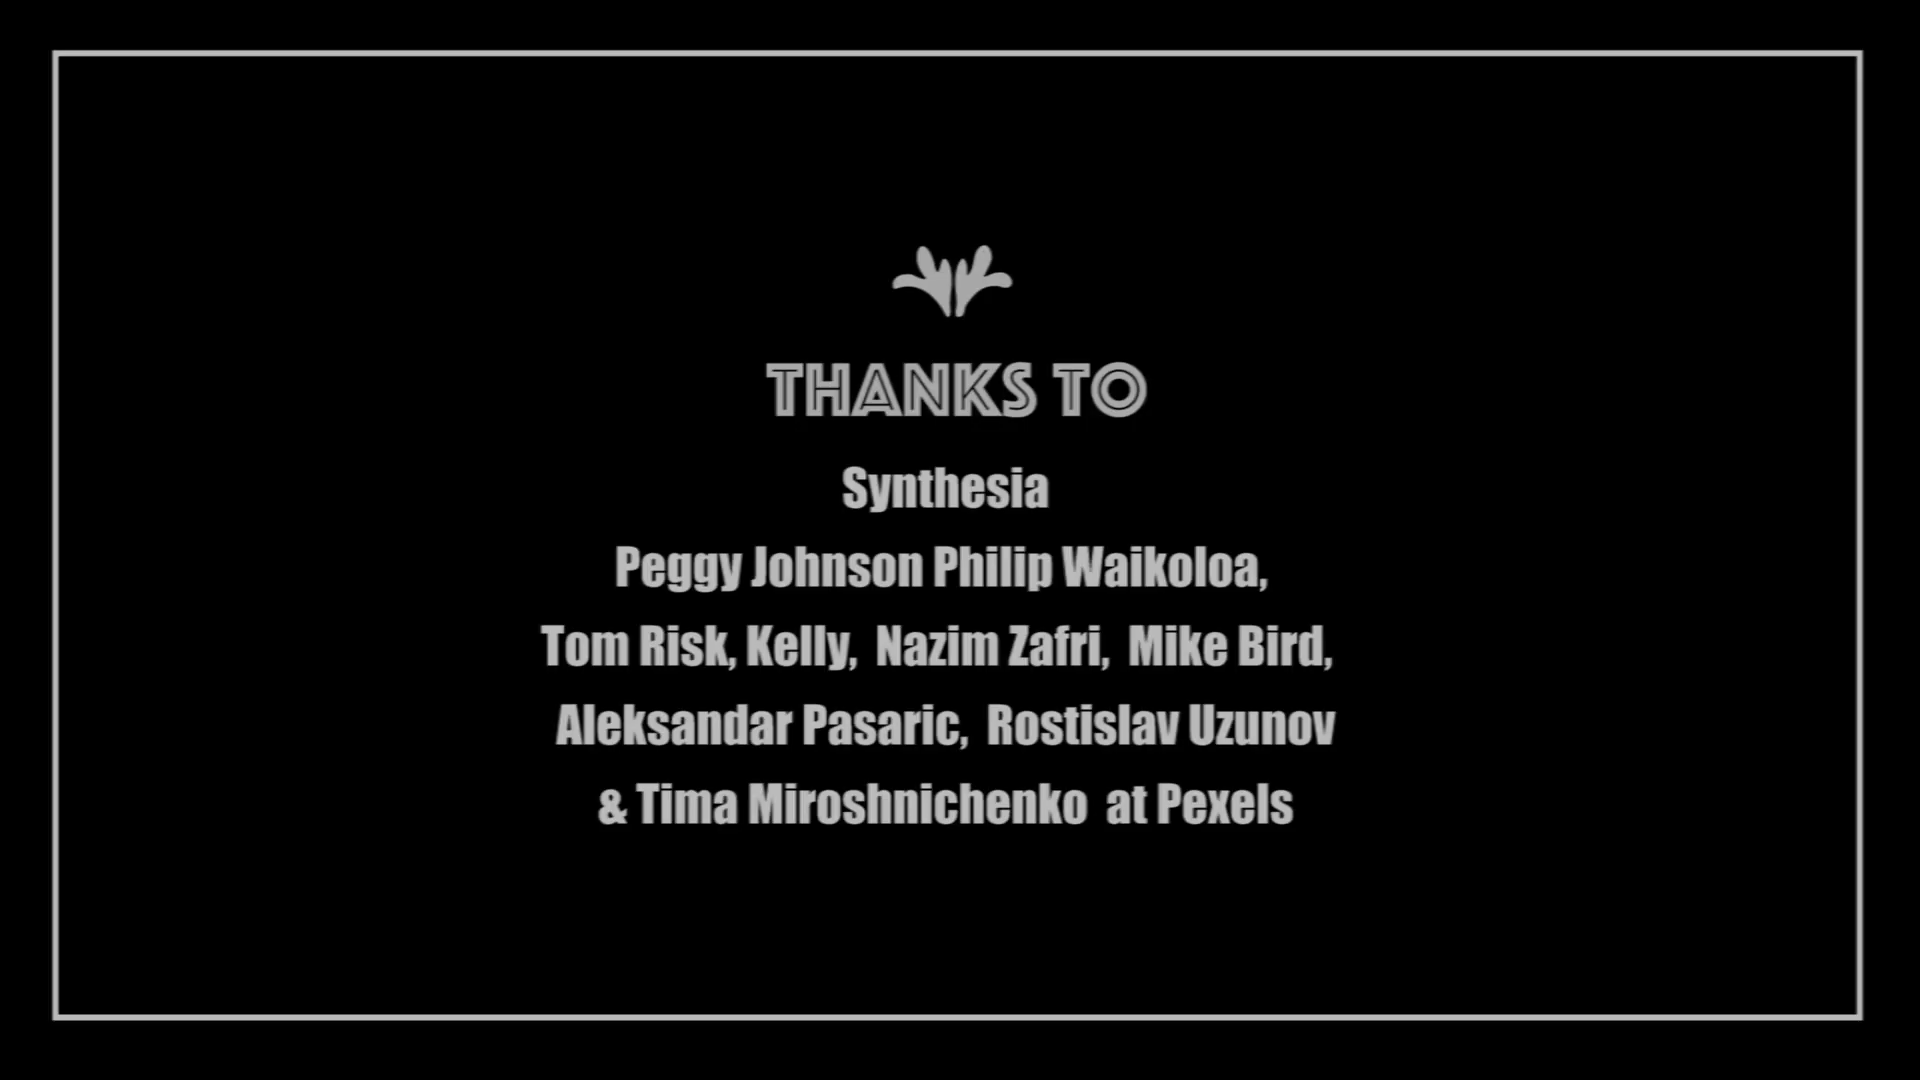 THANKS TO
Synthesia
Peggy Johnson Philip Waikoloa,
Tom Risk, Kelly, Nazim Zafri, Mike Bird,
Aleksandar Pasaric, Rostislav Uzunov
& Tima Miroshnichenko at Pexels